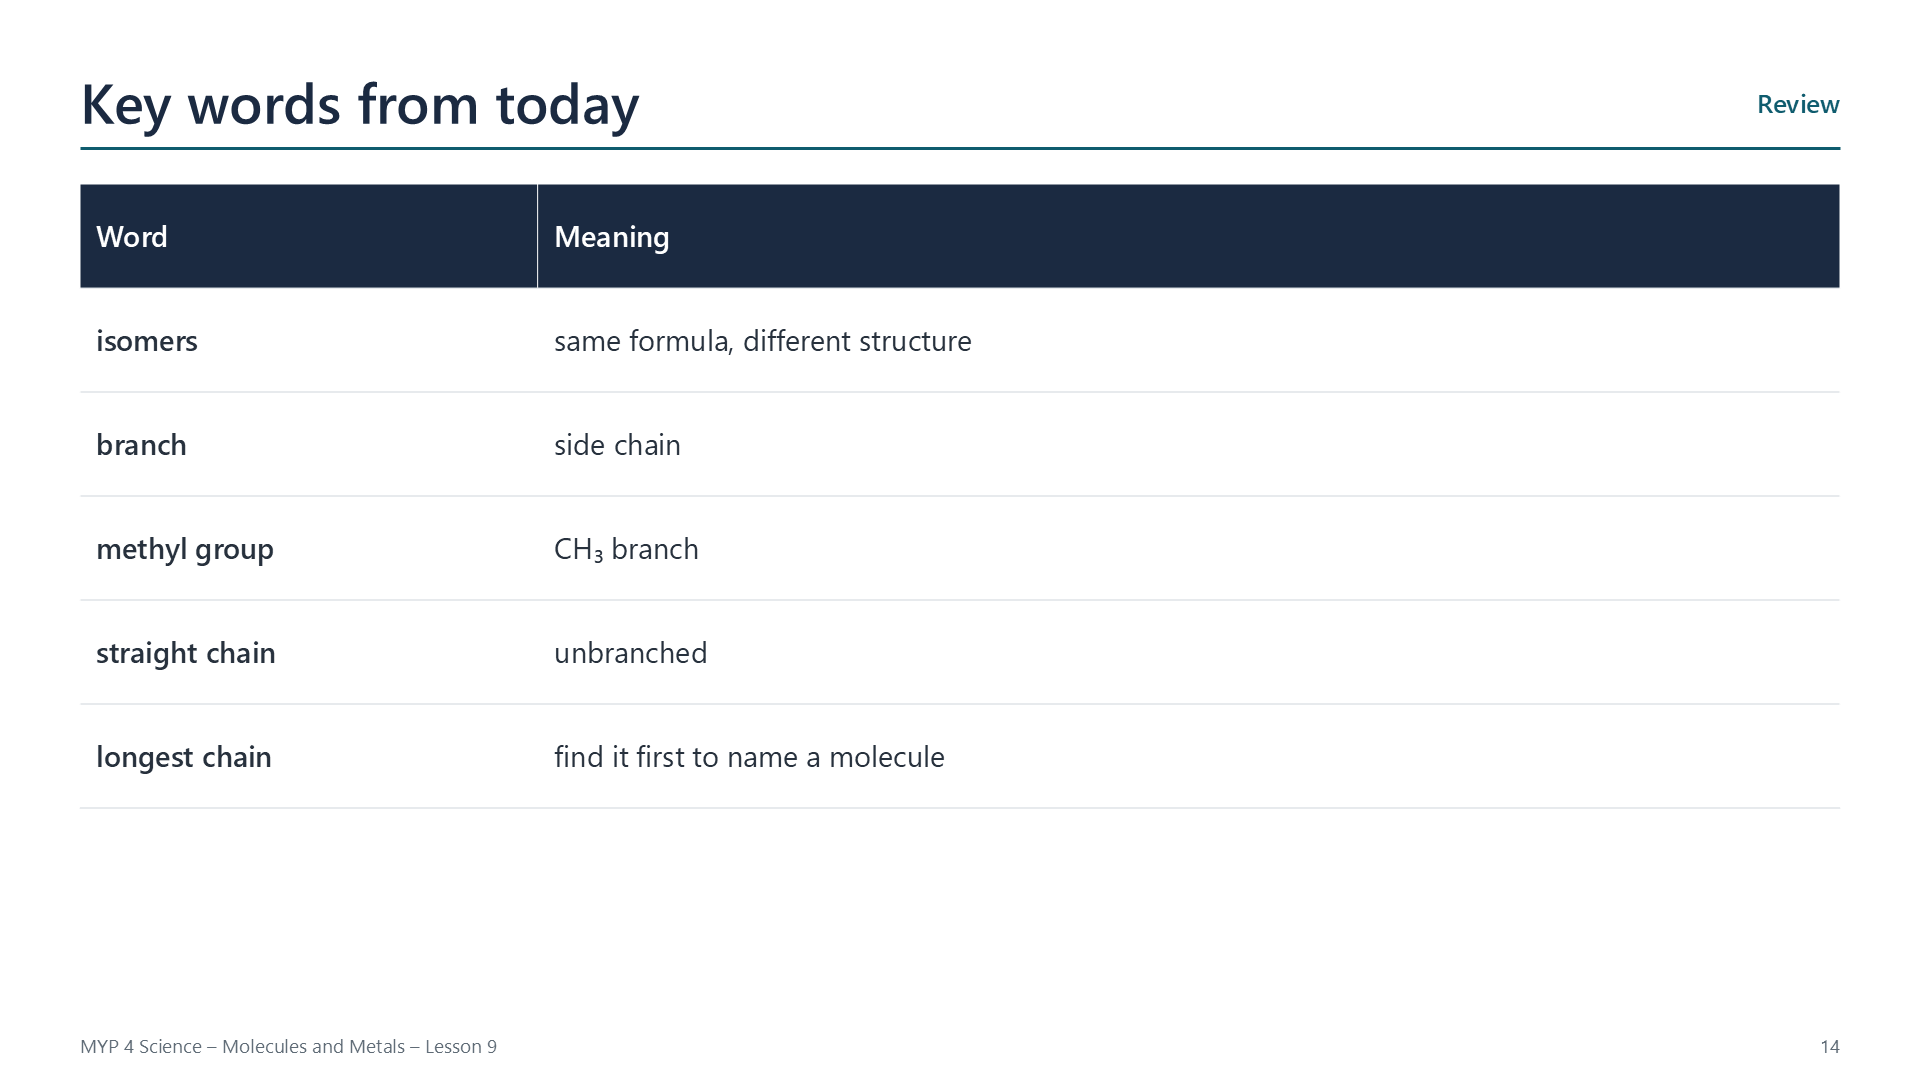 Key words from today
Review
Word
Meaning
isomers
same formula, different structure
branch
side chain
methyl group
CH₃ branch
straight chain
unbranched
longest chain
find it first to name a molecule
MYP 4 Science – Molecules and Metals – Lesson 9
14